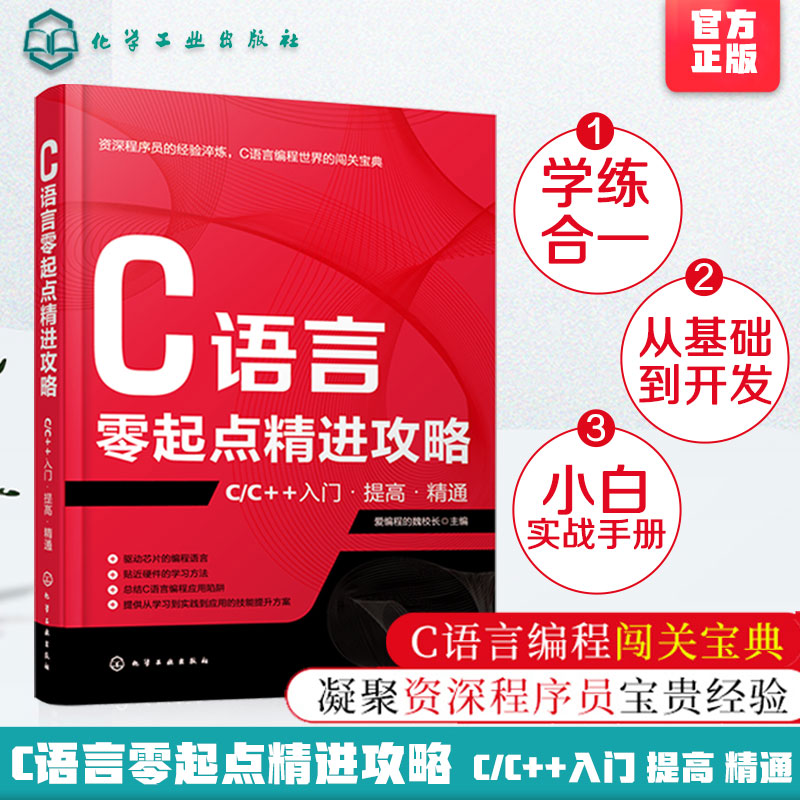 化学工业出版社
官方
正版
资深程序员的经验淬炼，C语言编程世界的闯关宝典
C语言
零起点精进攻略
C/C++入门·提高·精通
爱编程的魏校长 主编
驱动芯片的编程语言
贴近硬件的学习方法
总结C语言编程应用陷阱
提供从学习到实践到应用的技能提升方案
化学工业出版社
C语言零起点精进攻略
C/C++入门·提高·精通
1
学练
合一
2
从基础
到开发
3
小白
实战手册
C语言编程闯关宝典
凝聚资深程序员宝贵经验
C语言零起点精进攻略 C/C++入门 提高 精通